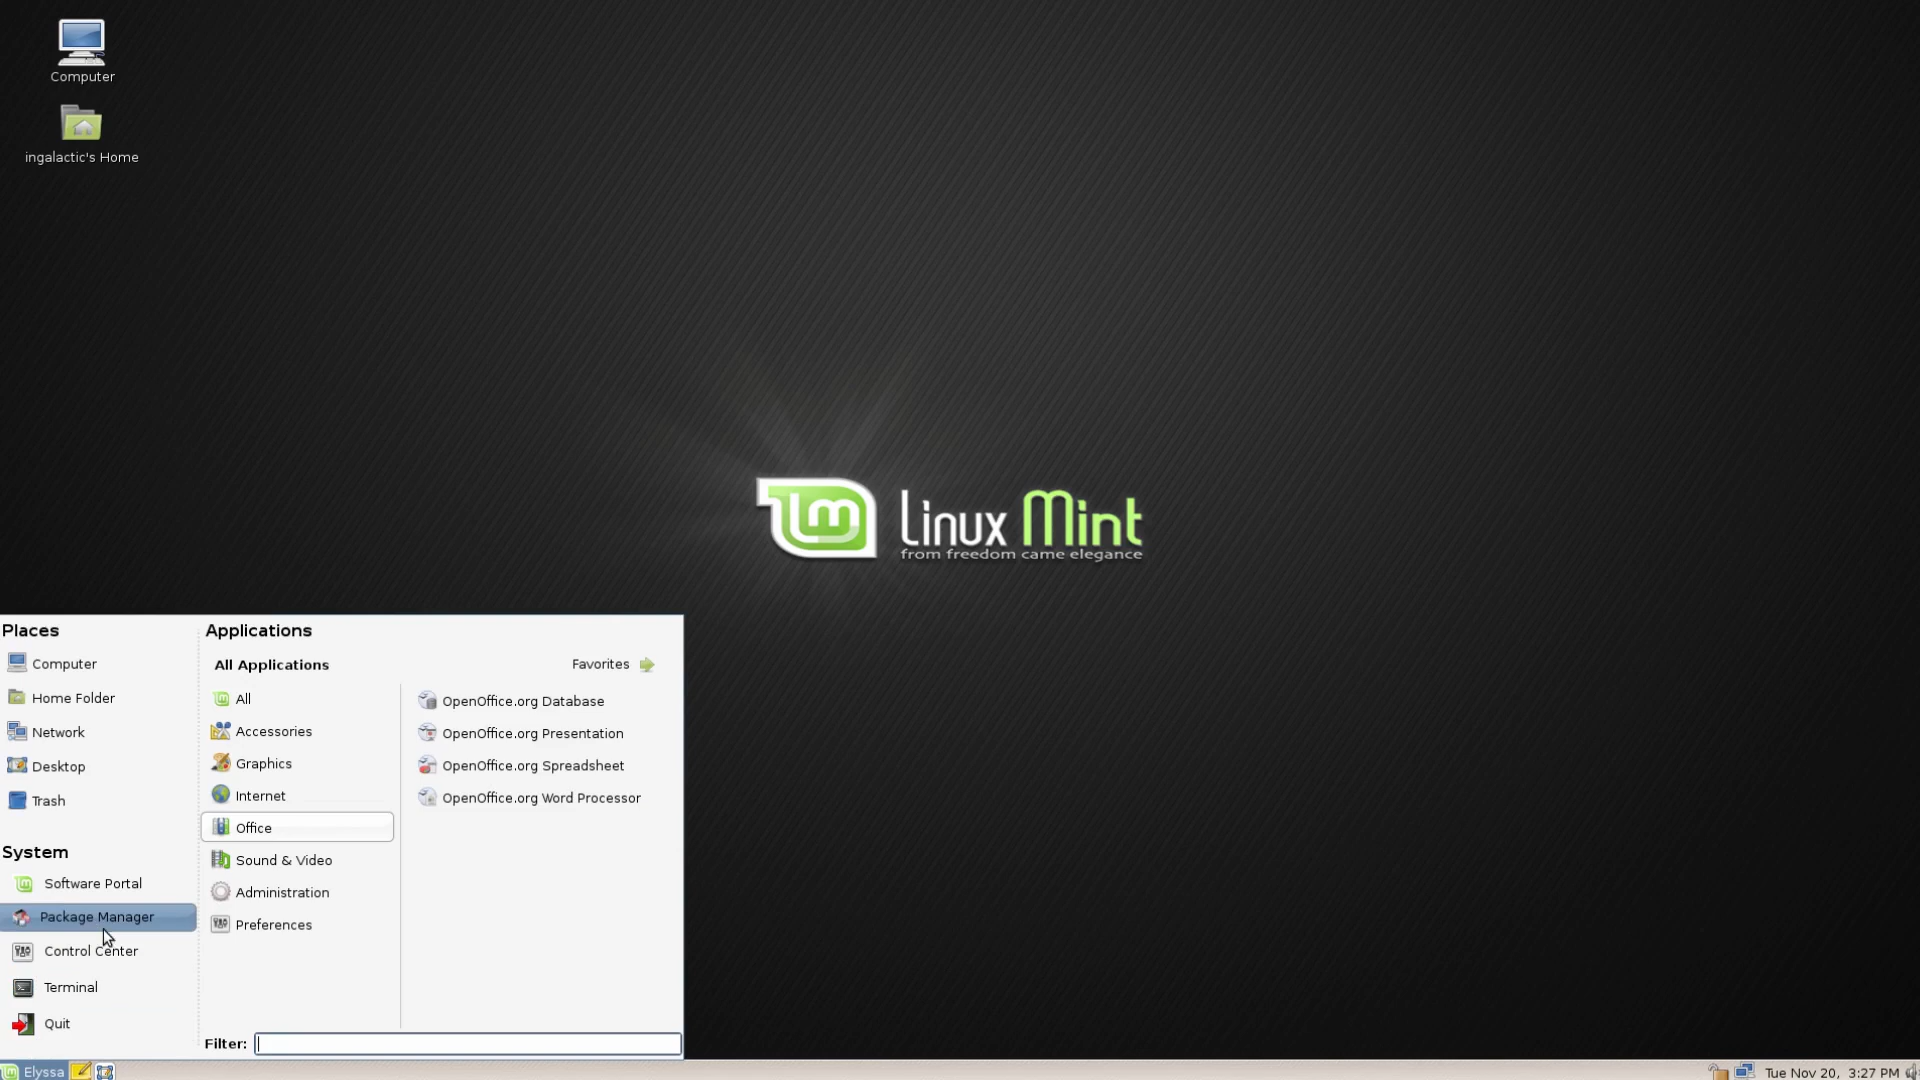 Computer
ingalactic's Home
Linux Mint
from freedom came elegance
Places
Computer
Home Folder
Network
Desktop
Trash
System
Software Portal
Package Manager
Control Center
Terminal
Quit
Applications
All Applications
Favorites
All
Accessories
Graphics
Internet
Office
Sound & Video
Administration
Preferences
OpenOffice.org Database
OpenOffice.org Presentation
OpenOffice.org Spreadsheet
OpenOffice.org Word Processor
Filter:
Elyssa
Tue Nov 20, 3:27 PM